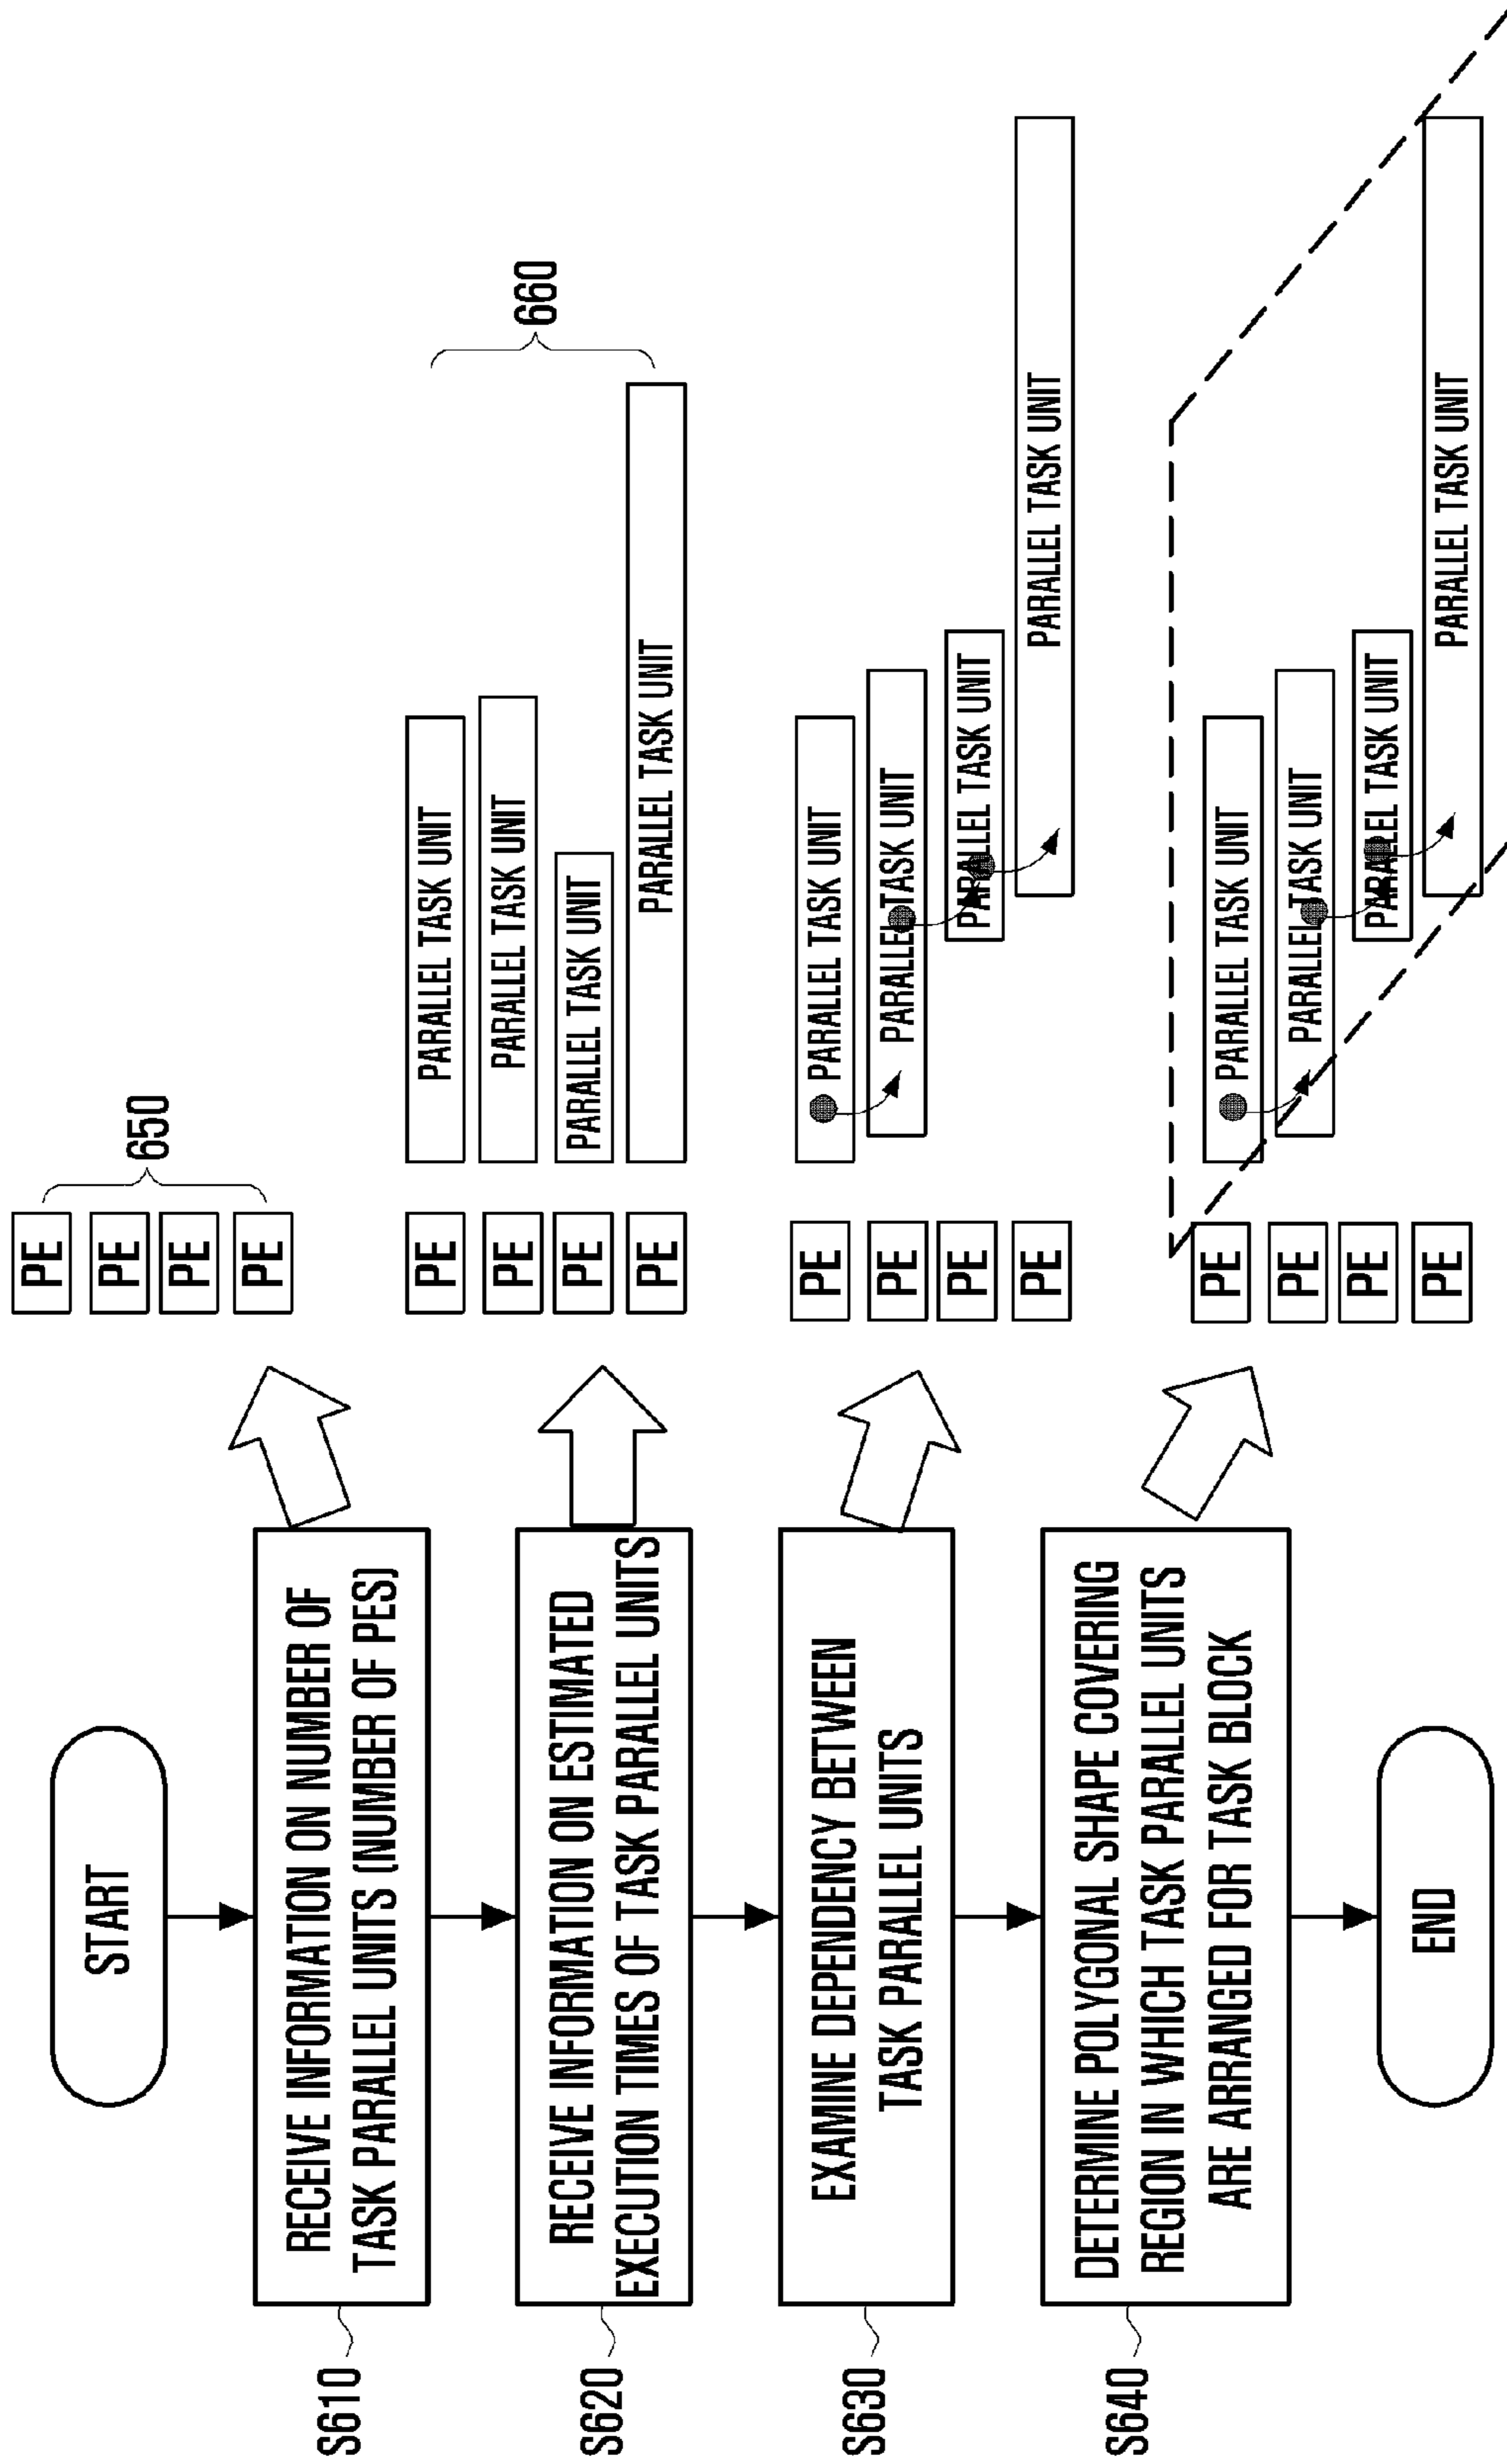 START
S610
RECEIVE INFORMATION ON NUMBER OF
TASK PARALLEL UNITS (NUMBER OF PES)
PE
PE
PE
PE
650
S620
RECEIVE INFORMATION ON ESTIMATED
EXECUTION TIMES OF TASK PARALLEL UNITS
PE
PE
PE
PE
PARALLEL TASK UNIT
PARALLEL TASK UNIT
PARALLEL TASK UNIT
PARALLEL TASK UNIT
660
S630
EXAMINE DEPENDENCY BETWEEN
TASK PARALLEL UNITS
PE
PE
PE
PE
PARALLEL TASK UNIT
PARALLEL TASK UNIT
PARALLEL TASK UNIT
PARALLEL TASK UNIT
S640
DETERMINE POLYGONAL SHAPE COVERING
REGION IN WHICH TASK PARALLEL UNITS
ARE ARRANGED FOR TASK BLOCK
PE
PE
PE
PE
PARALLEL TASK UNIT
PARALLEL TASK UNIT
PARALLEL TASK UNIT
PARALLEL TASK UNIT
END